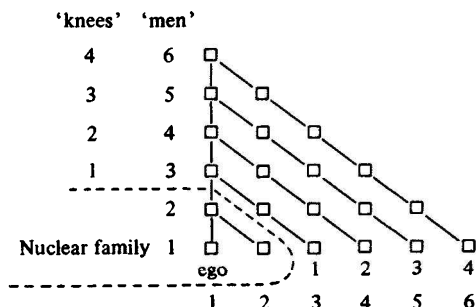 ‘knees’ ‘men’
4 6
3 5
2 4
1 3
2
Nuclear family 1
ego 1 2 3 4
1 2 3 4 5 6